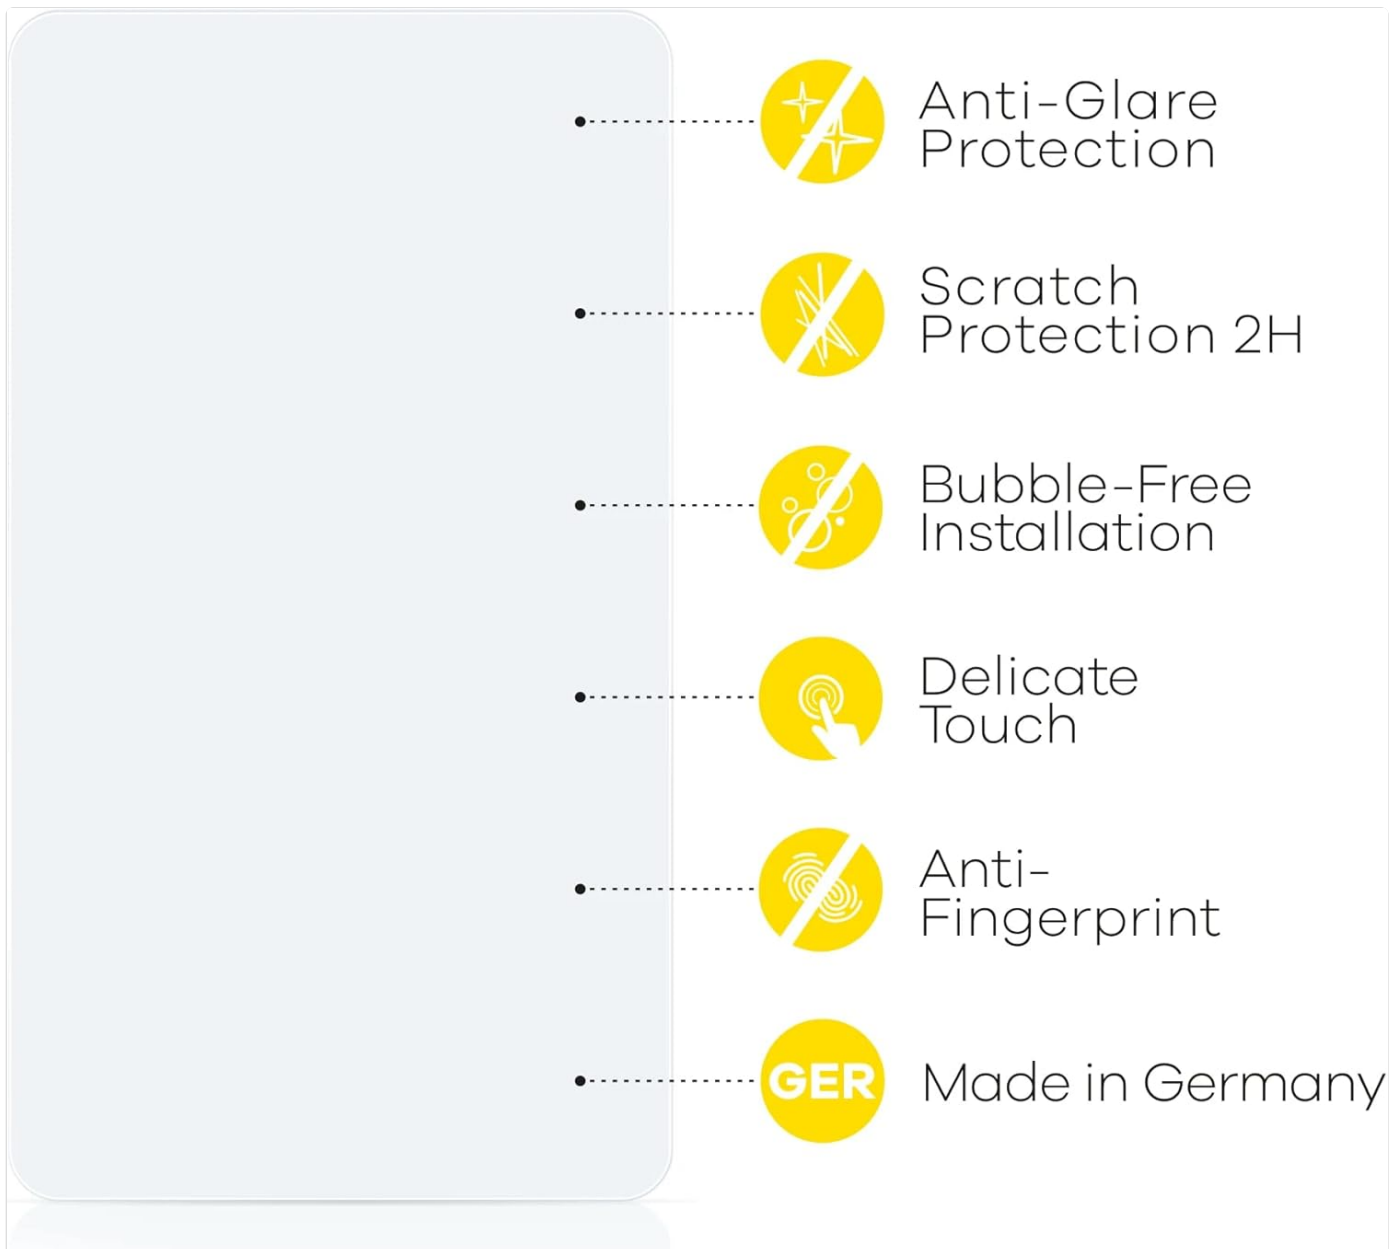 Anti-Glare
Protection
Scratch
Protection 2H
Bubble-Free
Installation
Delicate
Touch
Anti-
Fingerprint
GER
Made in Germany